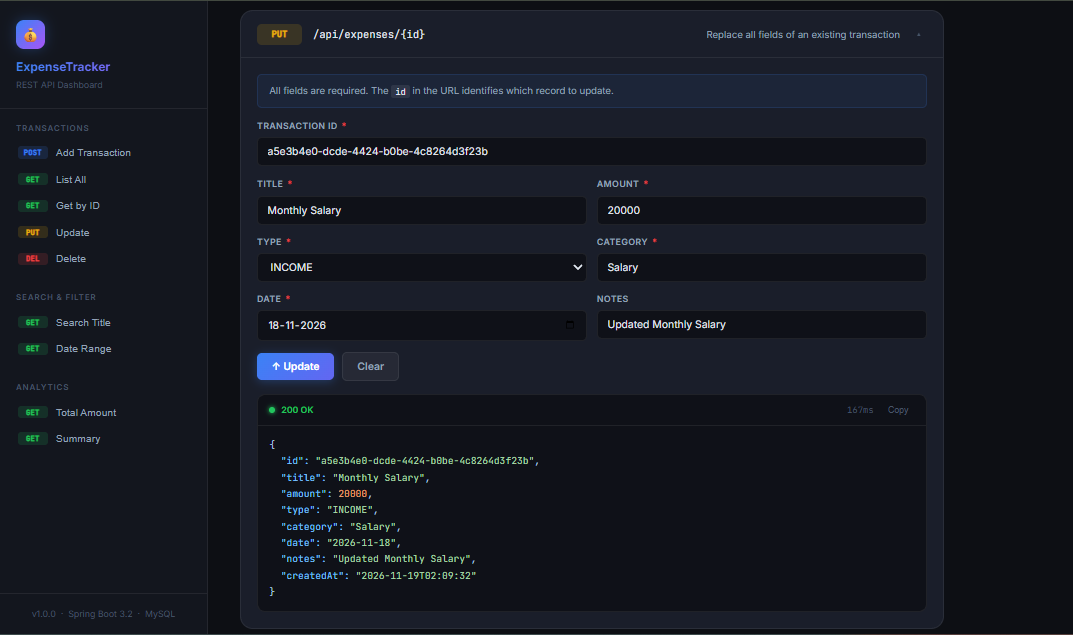 ExpenseTracker
REST API Dashboard
TRANSACTIONS
POST Add Transaction
GET List All
GET Get by ID
PUT Update
DEL Delete
SEARCH & FILTER
GET Search Title
GET Date Range
ANALYTICS
GET Total Amount
GET Summary
v1.0.0 · Spring Boot 3.2 · MySQL
PUT /api/expenses/{id} Replace all fields of an existing transaction
All fields are required. The id in the URL identifies which record to update.
TRANSACTION ID *
a5e3b4e0-dcde-4424-b0be-4c8264d3f23b
TITLE * AMOUNT *
Monthly Salary 20000
TYPE * CATEGORY *
INCOME Salary
DATE * NOTES
18-11-2026 Updated Monthly Salary
↑ Update Clear
200 OK 167ms Copy
{
"id": "a5e3b4e0-dcde-4424-b0be-4c8264d3f23b",
"title": "Monthly Salary",
"amount": 20000,
"type": "INCOME",
"category": "Salary",
"date": "2026-11-18",
"notes": "Updated Monthly Salary",
"createdAt": "2026-11-19T02:09:32"
}